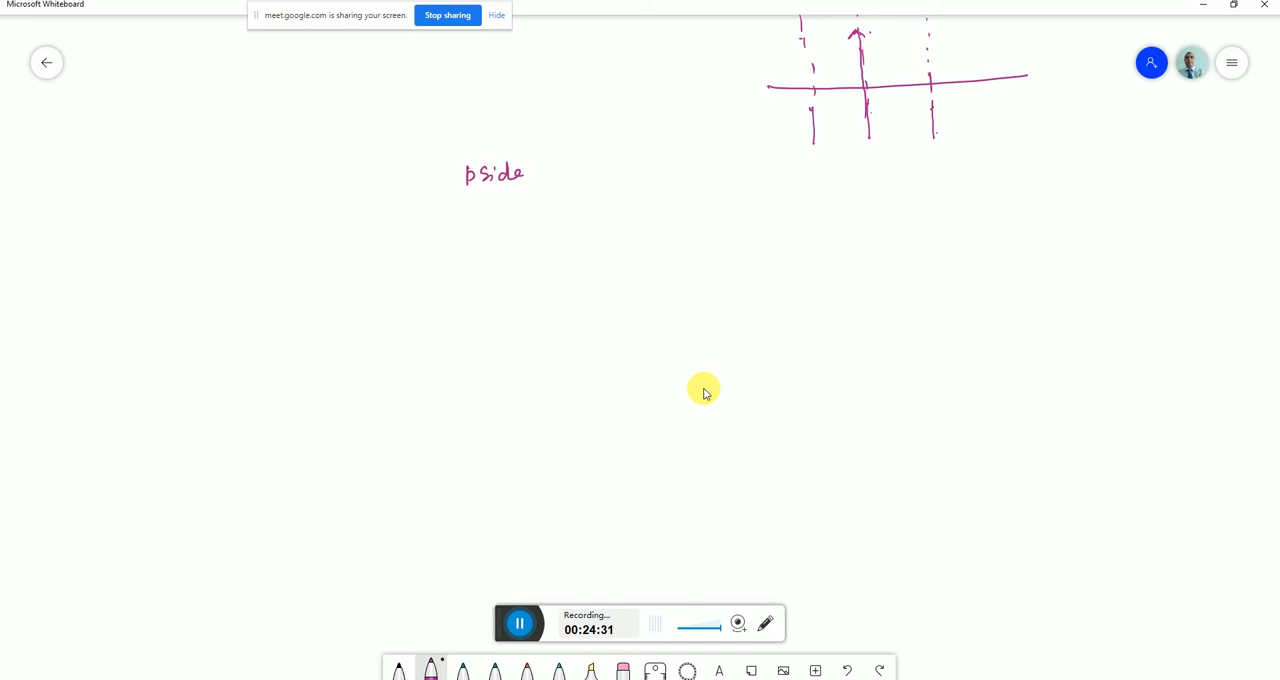 Microsoft Whiteboard
meet.google.com is sharing your screen. Stop sharing Hide
pside
Recording...
00:24:31
A